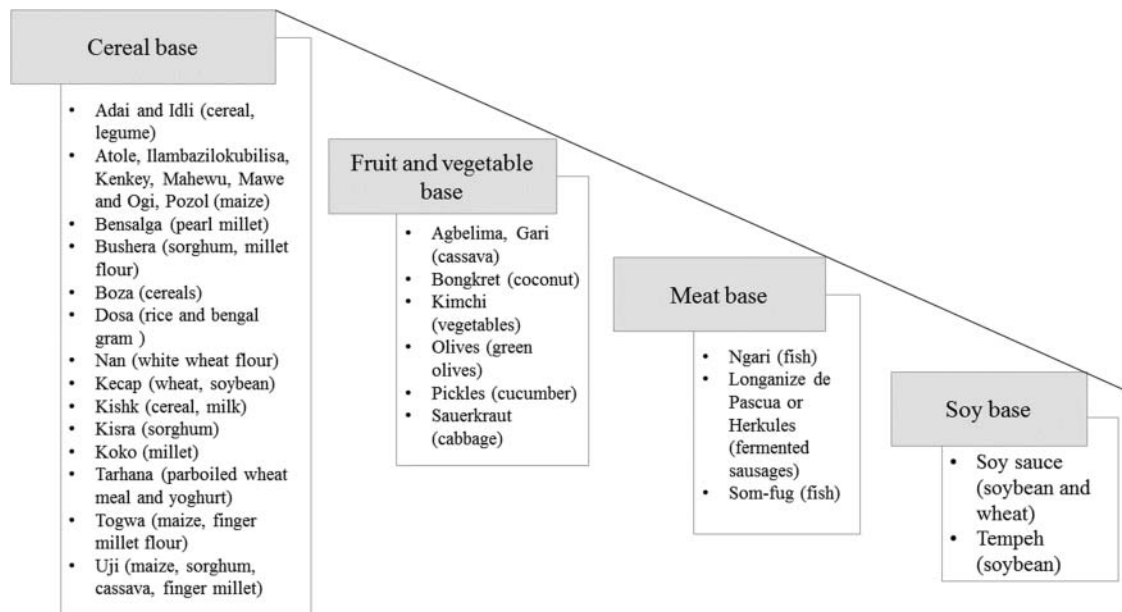 Cereal base
• Adai and Idli (cereal,
legume)
• Atole, Ilambazilokubilisa,
Kenkey, Mahewu, Mawe
and Ogi, Pozol (maize)
• Bensalga (pearl millet)
• Bushera (sorghum, millet
flour)
• Boza (cereals)
• Dosa (rice and bengal
gram )
• Nan (white wheat flour)
• Kecap (wheat, soybean)
• Kishk (cereal, milk)
• Kisra (sorghum)
• Koko (millet)
• Tarhana (parboiled wheat
meal and yoghurt)
• Togwa (maize, finger
millet flour)
• Uji (maize, sorghum,
cassava, finger millet)
Fruit and vegetable
base
• Agbelima, Gari
(cassava)
• Bongkret (coconut)
• Kimchi
(vegetables)
• Olives (green
olives)
• Pickles (cucumber)
• Sauerkraut
(cabbage)
Meat base
• Ngari (fish)
• Longanize de
Pascua or
Herkules
(fermented
sausages)
• Som-fug (fish)
Soy base
• Soy sauce
(soybean and
wheat)
• Tempeh
(soybean)